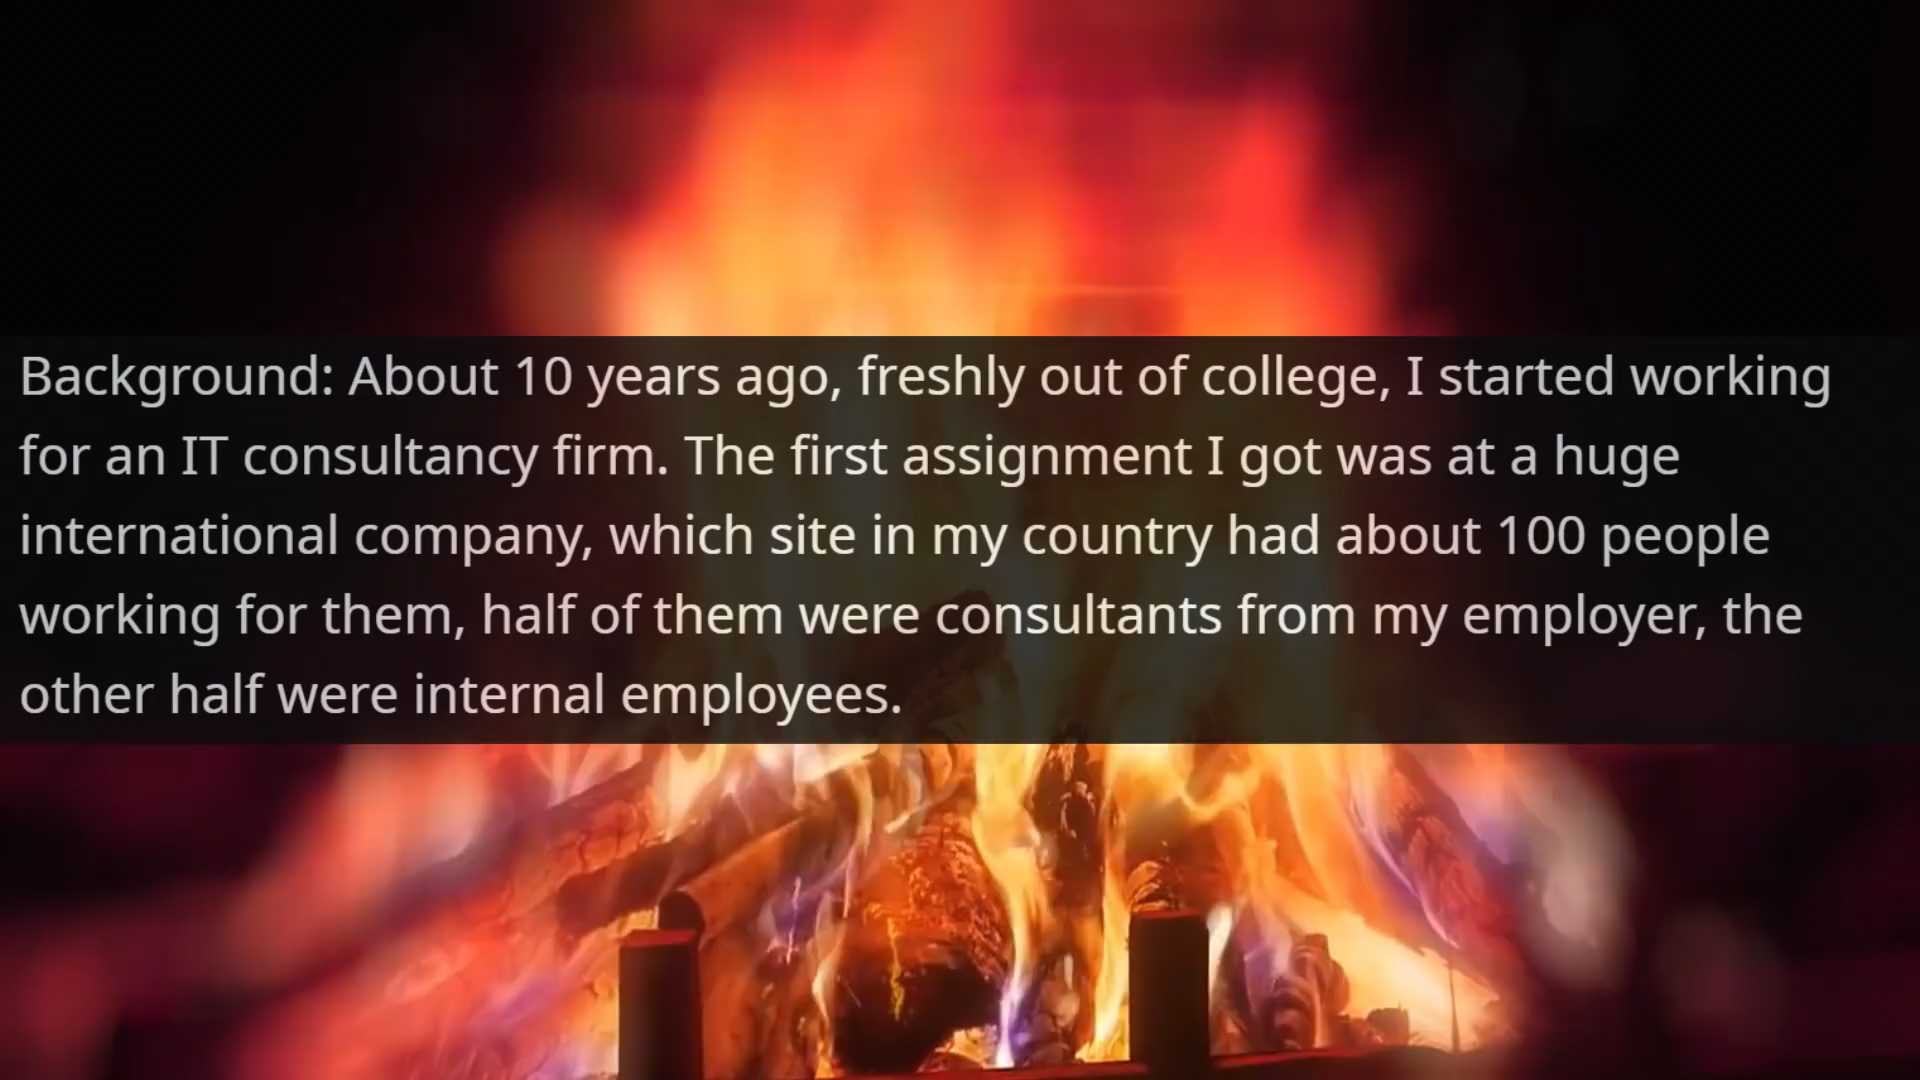 Background: About 10 years ago, freshly out of college, I started working
for an IT consultancy firm. The first assignment I got was at a huge
international company, which site in my country had about 100 people
working for them, half of them were consultants from my employer, the
other half were internal employees.